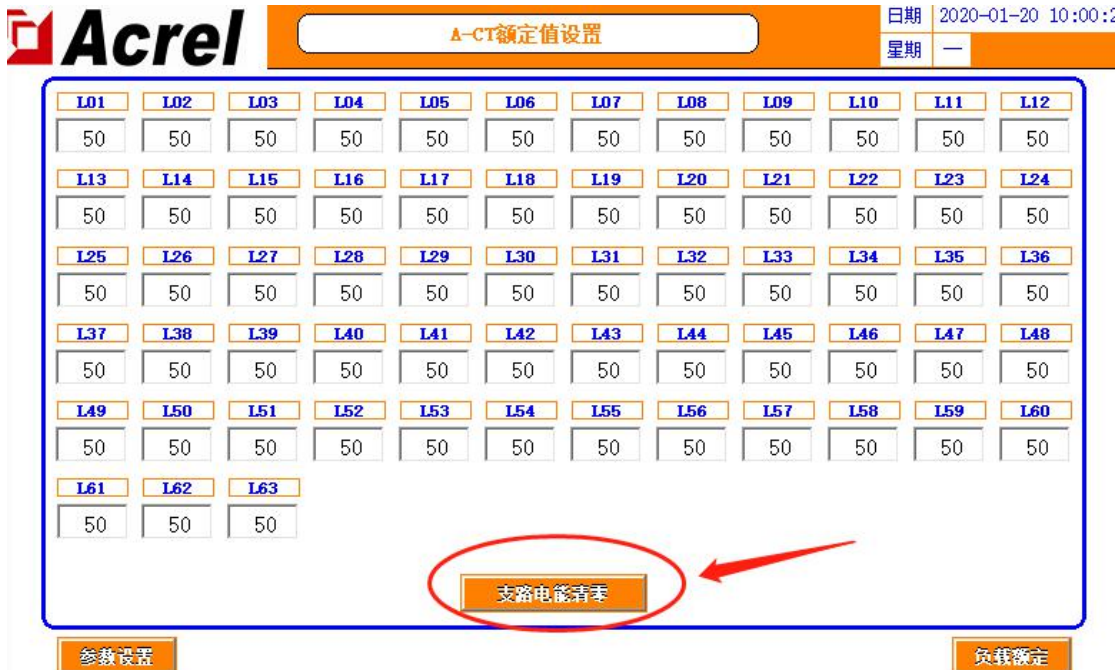 Acrel
A-CT额定值设置
日期 2020-01-20 10:00:2
星期 一
L01 L02 L03 L04 L05 L06 L07 L08 L09 L10 L11 L12
50 50 50 50 50 50 50 50 50 50 50 50
L13 L14 L15 L16 L17 L18 L19 L20 L21 L22 L23 L24
50 50 50 50 50 50 50 50 50 50 50 50
L25 L26 L27 L28 L29 L30 L31 L32 L33 L34 L35 L36
50 50 50 50 50 50 50 50 50 50 50 50
L37 L38 L39 L40 L41 L42 L43 L44 L45 L46 L47 L48
50 50 50 50 50 50 50 50 50 50 50 50
L49 L50 L51 L52 L53 L54 L55 L56 L57 L58 L59 L60
50 50 50 50 50 50 50 50 50 50 50 50
L61 L62 L63
50 50 50
支路电能清零
参数设置 负载额定